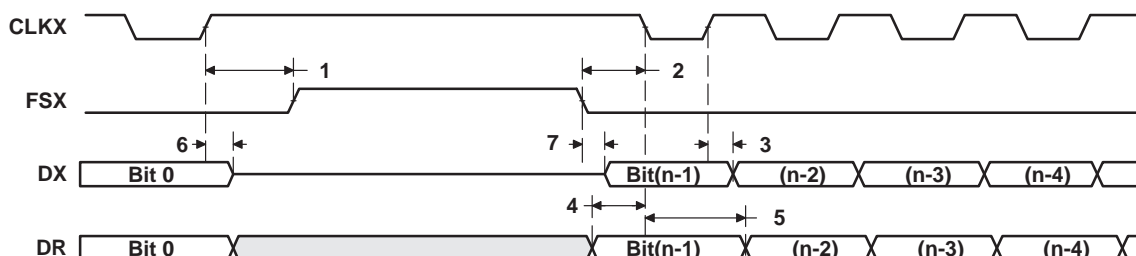 CLKX
1
2
FSX
6
7
3
DX
Bit 0
Bit(n-1)
(n-2)
(n-3)
(n-4)
4
5
DR
Bit 0
Bit(n-1)
(n-2)
(n-3)
(n-4)